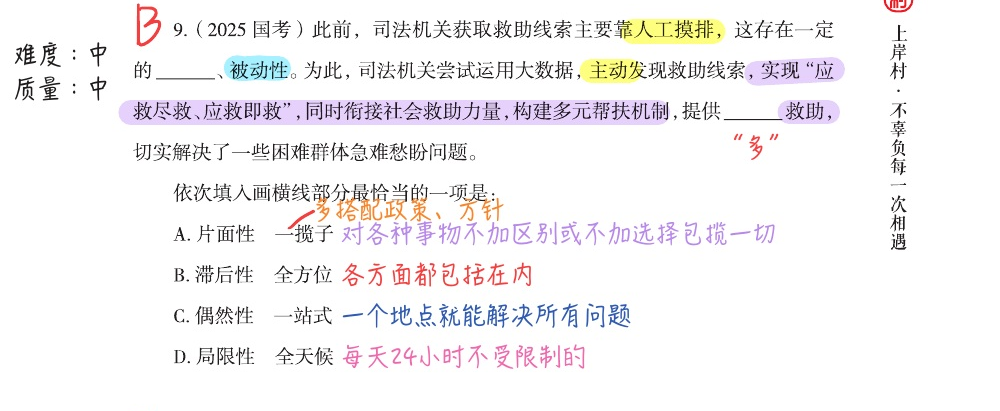 B
难度：中
质量：中
9.（2025 国考）此前，司法机关获取救助线索主要靠人工摸排，这存在一定
的______、被动性。为此，司法机关尝试运用大数据，主动发现救助线索，实现“应
救尽救、应救即救”，同时衔接社会救助力量，构建多元帮扶机制，提供______救助，
“多”
切实解决了一些困难群体急难愁盼问题。
依次填入画横线部分最恰当的一项是：
多搭配政策、方针
A. 片面性 一揽子 对各种事物不加区别或不加选择包揽一切
B. 滞后性 全方位 各方面都包括在内
C. 偶然性 一站式 一个地点就能解决所有问题
D. 局限性 全天候 每天24小时不受限制的
上岸村·不辜负每一次相遇